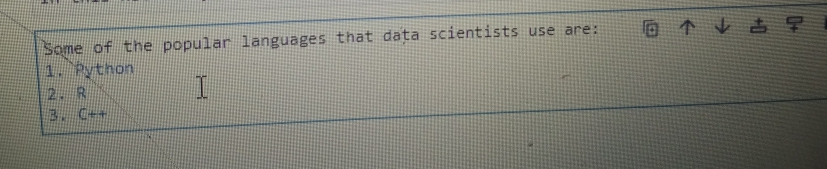 Some of the popular languages that data scientists use are:
1. Python
2. R
3. C++